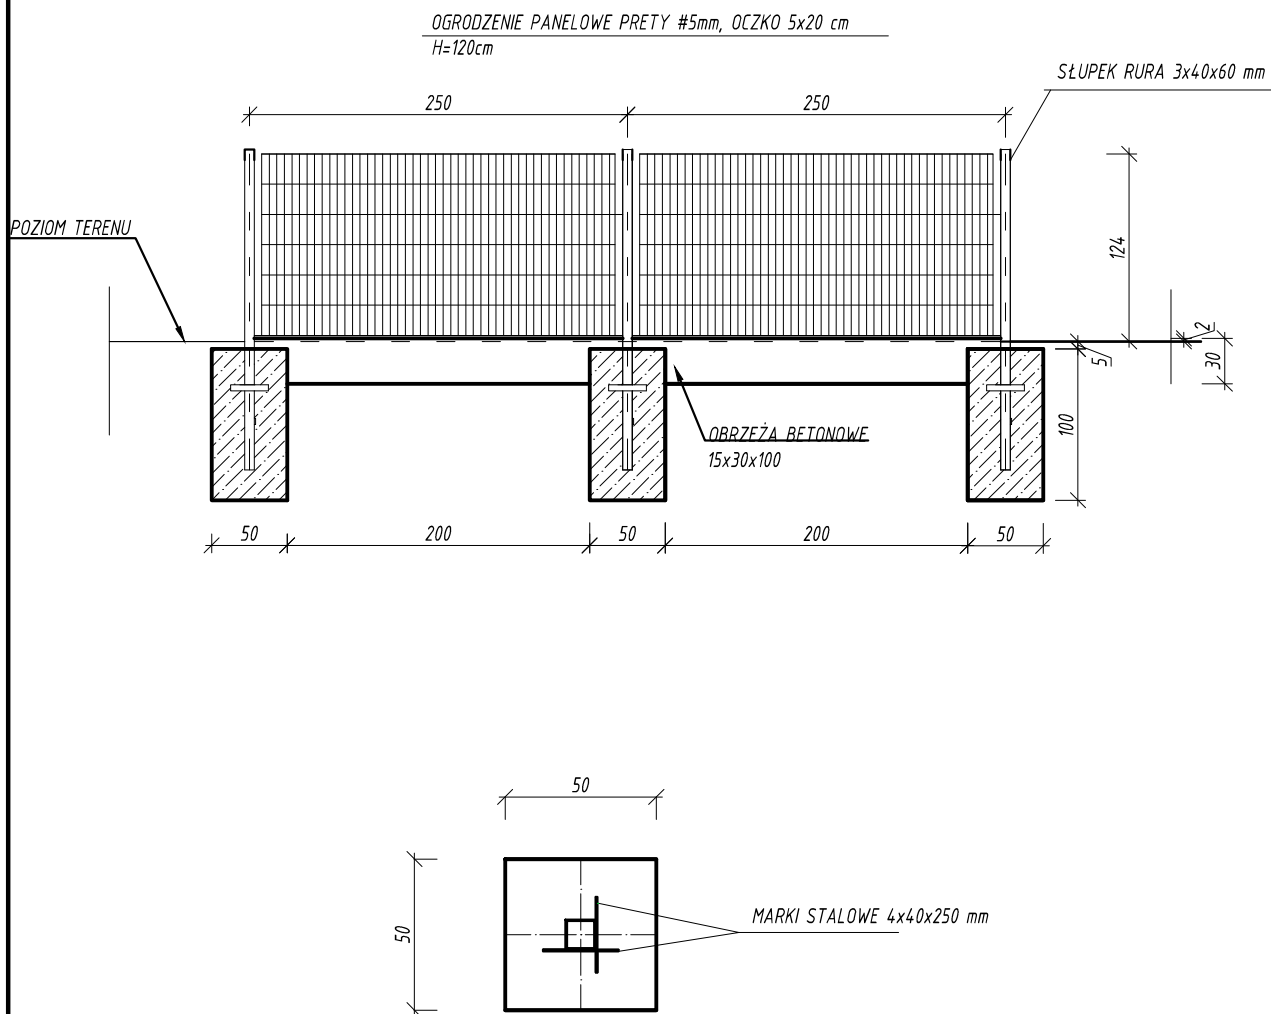 OGRODZENIE PANELOWE PRETY #5mm, OCZKO 5x20 cm
H=120cm
SŁUPEK RURA 3x40x60 mm
250
250
POZIOM TERENU
124
2
5
30
100
OBRZEŻA BETONOWE
15x30x100
50
200
50
200
50
50
50
MARKI STALOWE 4x40x250 mm